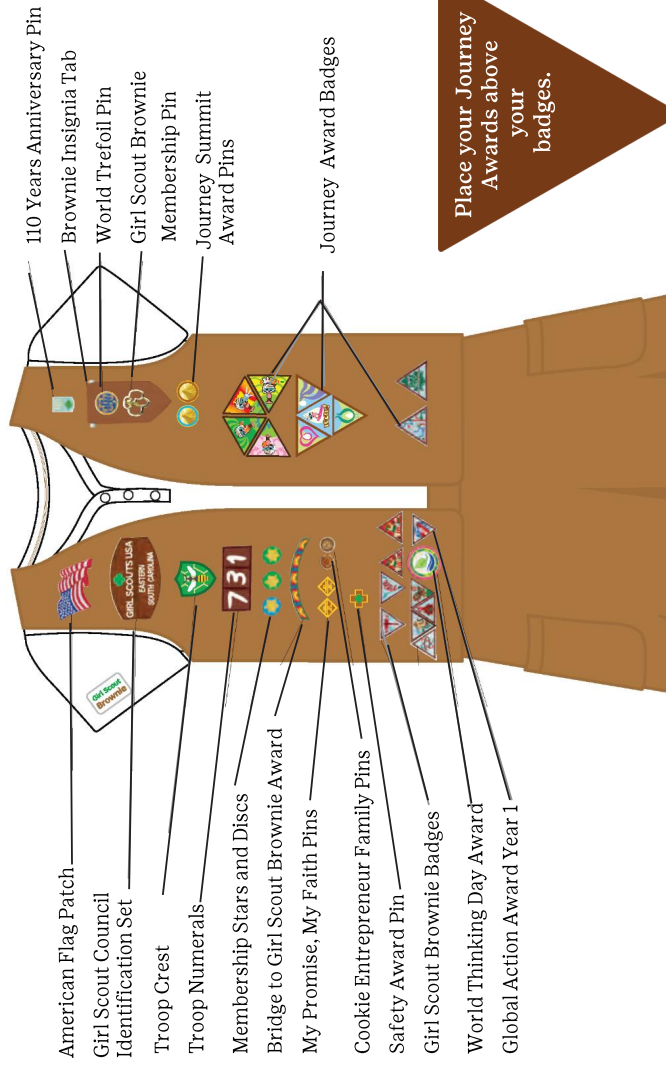 110 Years Anniversary Pin
Brownie Insignia Tab
World Trefoil Pin
Girl Scout Brownie
Membership Pin
Journey Summit
Award Pins
Journey Award Badges
Place your Journey
Awards above
your
badges.
American Flag Patch
Girl Scout Council
Identification Set
Troop Crest
Troop Numerals
Membership Stars and Discs
Bridge to Girl Scout Brownie Award
My Promise, My Faith Pins
Cookie Entrepreneur Family Pins
Safety Award Pin
Girl Scout Brownie Badges
World Thinking Day Award
Global Action Award Year 1
Girl Scout
Brownie
GIRL SCOUTS USA
EASTERN
SOUTH CAROLINA
731